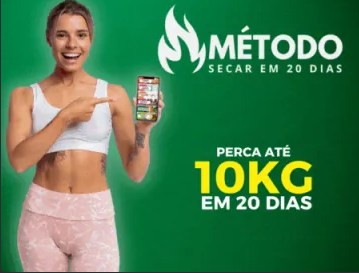 MÉTODO
SECAR EM 20 DIAS
PERCA ATÉ
10KG
EM 20 DIAS